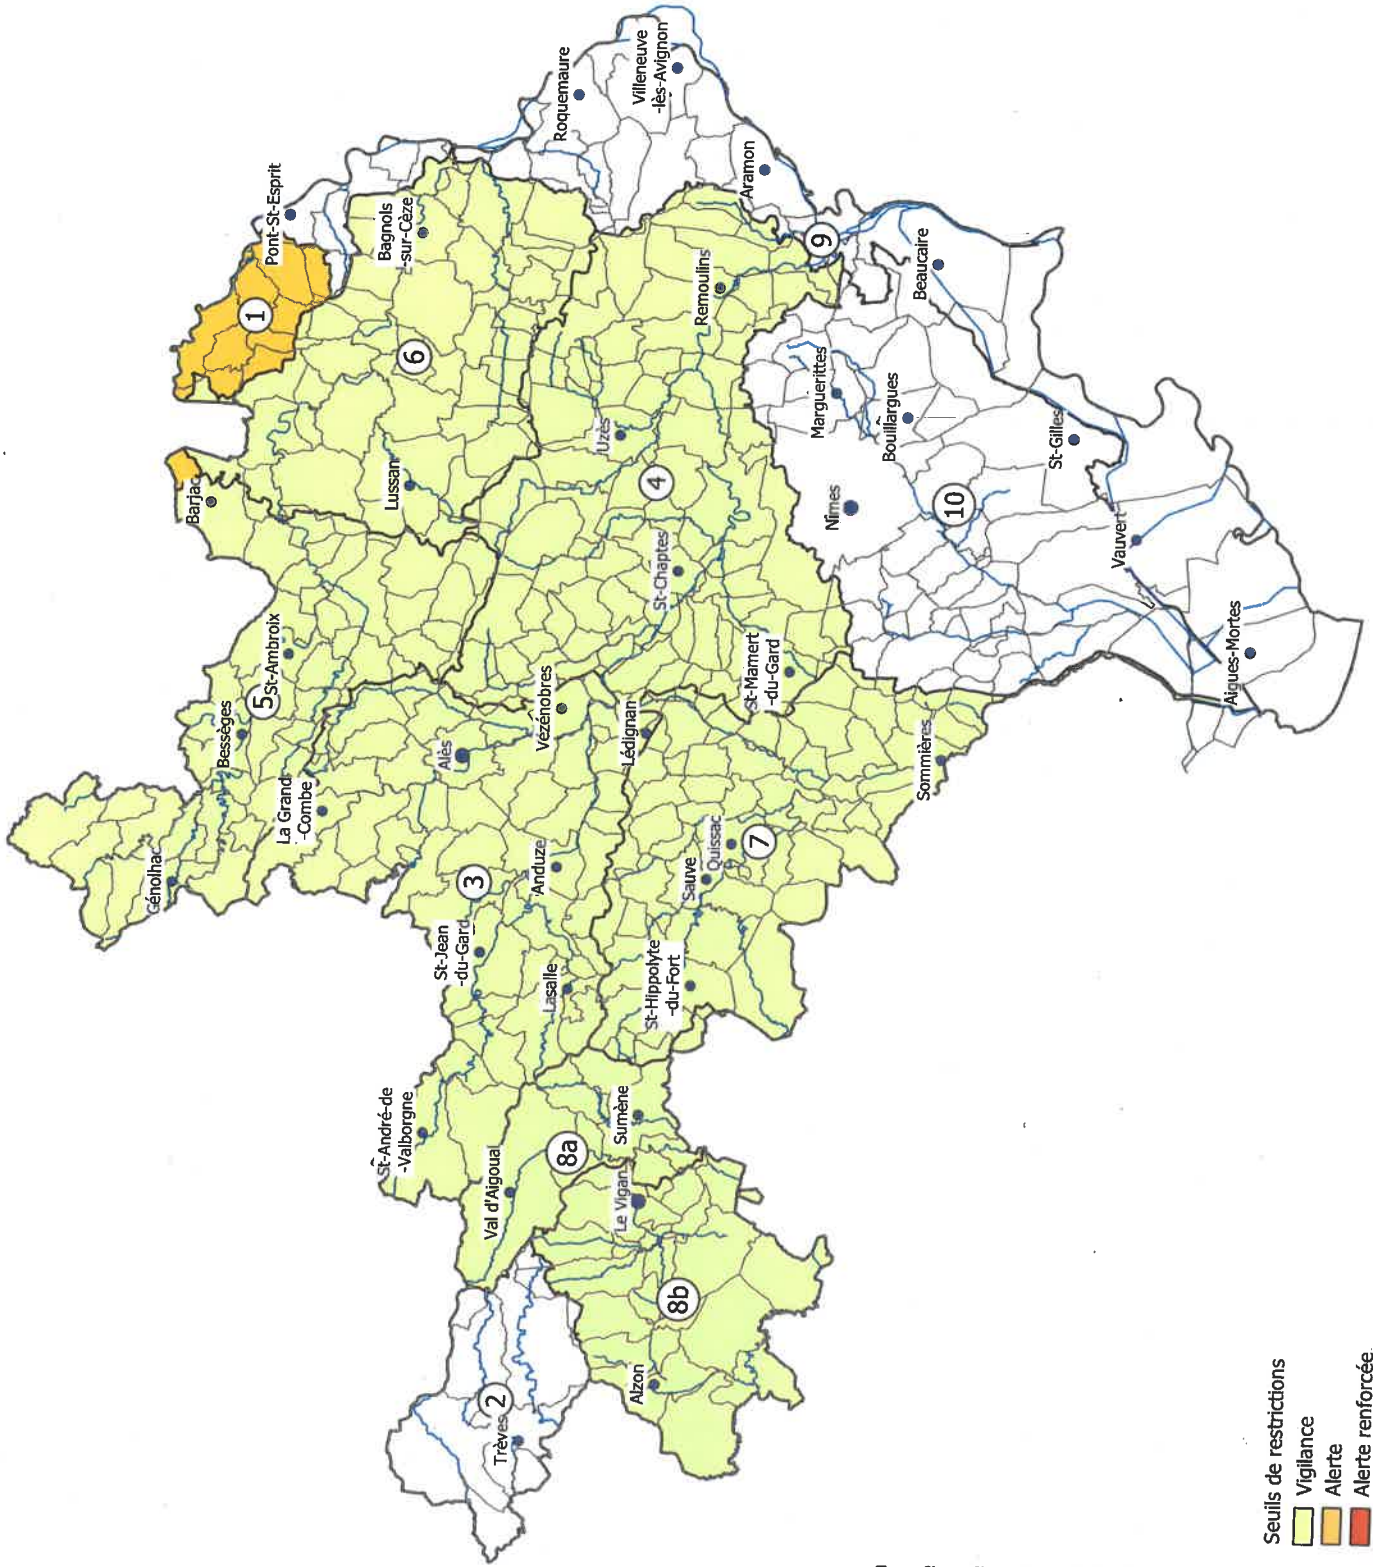 Génolhac
Bessèges
5
St-Ambroix
La Grand
-Combe
Barjac
1
Pont-St-Esprit
Bagnols
-sur-Cèze
6
Lussan
Roquemaure
Villeneuve
-lès-Avignon
Aramon
Alès
Vézénobres
Uzès
4
St-Chaptes
Remoulins
9
St-André-de
-Valborgne
St-Jean
-du-Gard
3
Anduze
Lasalle
Lédignan
St-Mamert
-du-Gard
Marguerittes
Beaucaire
Nîmes
Bouillargues
10
St-Gilles
Vauvert
Aigues-Mortes
2
Trèves
Val d'Aigoual
8a
Sumène
Le Vigan
8b
Alzon
St-Hippolyte
-du-Fort
Sauve
Quissac
7
Sommières
Seuils de restrictions
Vigilance
Alerte
Alerte renforcée